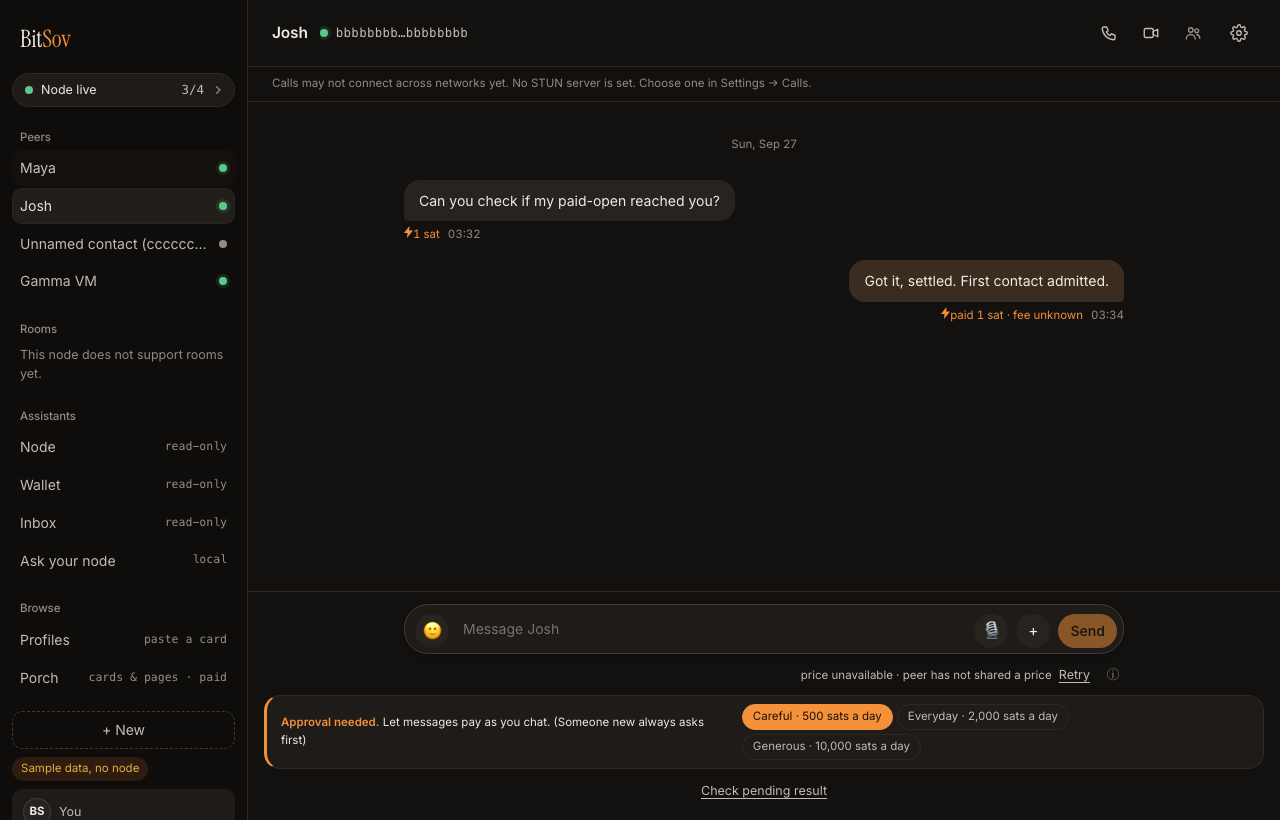 BitSov
Node live 3/4
Peers
Maya
Josh
Unnamed contact (cccccc...
Gamma VM
Rooms
This node does not support rooms
yet.
Assistants
Node read-only
Wallet read-only
Inbox read-only
Ask your node local
Browse
Profiles paste a card
Porch cards & pages · paid
+ New
Sample data, no node
BS You
Josh bbbbbbbb…bbbbbbbb
Calls may not connect across networks yet. No STUN server is set. Choose one in Settings → Calls.
Sun, Sep 27
Can you check if my paid-open reached you?
1 sat 03:32
Got it, settled. First contact admitted.
paid 1 sat · fee unknown 03:34
Message Josh
+
Send
price unavailable · peer has not shared a price Retry ⓘ
Approval needed. Let messages pay as you chat. (Someone new always asks
first)
Careful · 500 sats a day
Everyday · 2,000 sats a day
Generous · 10,000 sats a day
Check pending result